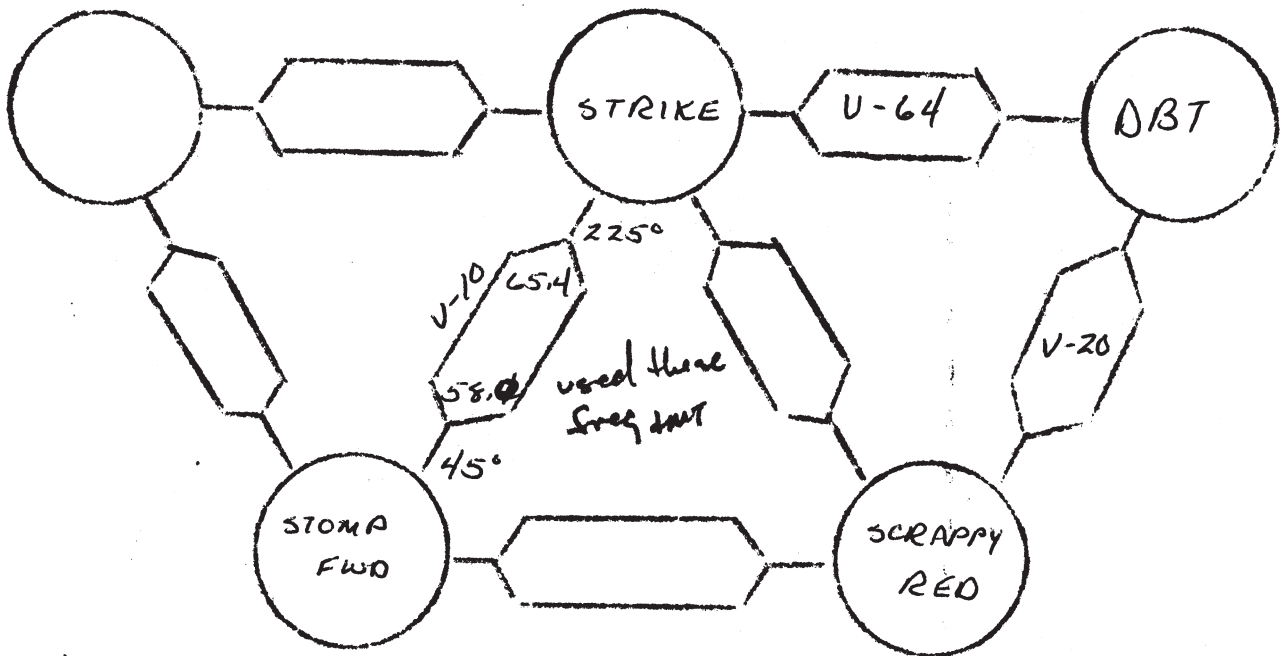 STRIKE
V-64
DBT
225°
V-10
65.4
V-20
58.0
used these
freq
45°
STOMP
FWD
SCRAPPY
RED